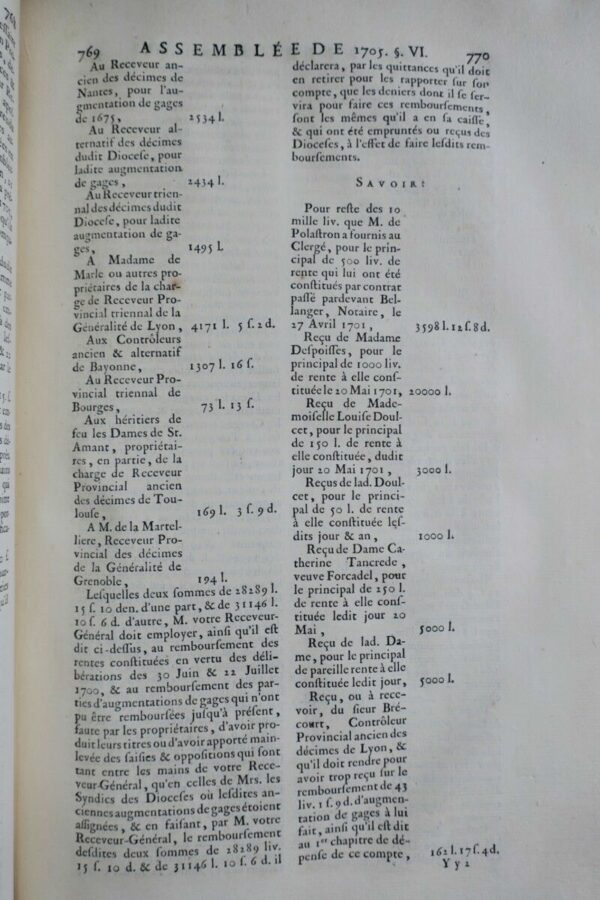 769 ASSEMBLÉE DE 1705. §. VI. 770
Au Receveur an-
cien des décimes de
Nantes, pour l'au-
gmentation de gages
de 1675, 2534 l.
Au Receveur al-
ternatif des décimes
dudit Diocese, pour
ladite augmentation
de gages, 2434 l.
Au Receveur trien-
nal des décimes dudit
Diocese, pour ladite
augmentation de ga-
ges, 1495 l.
A Madame de
Marle ou autres pro-
priétaires de la char-
ge de Receveur Pro-
vincial triennal de la
Généralité de Lyon, 4171 l. 5 s. 2 d.
Aux Contrôleurs
ancien & alternatif
de Bayonne, 1307 l. 16 s.
Au Receveur Pro-
vincial triennal de
Bourges, 73 l. 13 s.
Aux héritiers de
feu les Dames de St.
Amant, propriétai-
res, en partie, de la
charge de Receveur
Provincial ancien
des décimes de Tou-
louse, 169 l. 3 s. 9 d.
A M. de la Martel-
liere, Receveur Pro-
vincial des décimes
de la Généralité de
Grenoble, 194 l.
Lesquelles deux sommes de 28289 l.
15 s. 10 den. d'une part, & de 31146 l.
10 s. 6 d. d'autre, M. votre Receveur-
Général doit employer, ainsi qu'il est
dit ci-dessus, au remboursement des
rentes constituées en vertu des déli-
bérations des 30 Juin & 22 Juillet
1700, & au remboursement des par-
ties d'augmentations de gages qui n'ont
pu être remboursées jusqu'à présent,
faute par les propriétaires, d'avoir pro-
duit leurs titres ou d'avoir apporté main-
levée des saisies & oppositions qui sont
tant entre les mains de votre Rece-
veur-Général, qu'en celles de Mrs. les
Syndics des Dioceses où lesdites an-
ciennes augmentations de gages étoient
assignées, & en faisant, par M. votre
Receveur-Général, le remboursement
desdites deux sommes de 28289 liv.
15 s. 10 d. & de 31146 l. 10 s. 6 d. il
déclarera, par les quittances qu'il doit
en retirer pour les rapporter sur son
compte, que les deniers dont il se ser-
vira pour faire ces remboursements,
sont les mêmes qu'il a en sa caisse,
& qui ont été empruntés ou reçus des
Dioceses, à l'effet de faire lesdits rem-
boursements.
SAVOIR:
Pour reste des 10
mille liv. que M. de
Polastron a fournis au
Clergé, pour le prin-
cipal de 500 liv. de
rente qui lui ont été
constitués par contrat
passé pardevant Bel-
langer, Notaire, le
27 Avril 1701, 3598 l. 12 s. 8 d.
Reçu de Madame
Despoisses, pour le
principal de 1000 liv.
de rente à elle cons-
tituée le 20 Mai 1701, 20000 l.
Reçu de Made-
moiselle Louise Doul-
cet, pour le principal
de 150 l. de rente à
elle constituée, dudit
jour 20 Mai 1701, 3000 l.
Reçus de lad. Doul-
cet, pour le princi-
pal de 50 l. de rente
à elle constituée les-
dits jour & an, 1000 l.
Reçu de Dame Ca-
therine Tancrede,
veuve Forcadel, pour
le principal de 250 l.
de rente à elle cons-
tituée ledit jour 20
Mai, 5000 l.
Reçu de lad. Da-
me, pour le principal
de pareille rente à elle
constituée ledit jour, 5000 l.
Reçu, ou à rece-
voir, du sieur Bré-
court, Contrôleur
Provincial ancien des
décimes de Lyon, &
qu'il doit rendre pour
avoir trop reçu sur le
remboursement de 43
liv. 1 s. 9 d. d'augmen-
tation de gages à lui
fait, ainsi qu'il est dit
au 1er chapitre de dé-
pense de ce compte, 162 l. 17 s. 4 d.
Y y 2